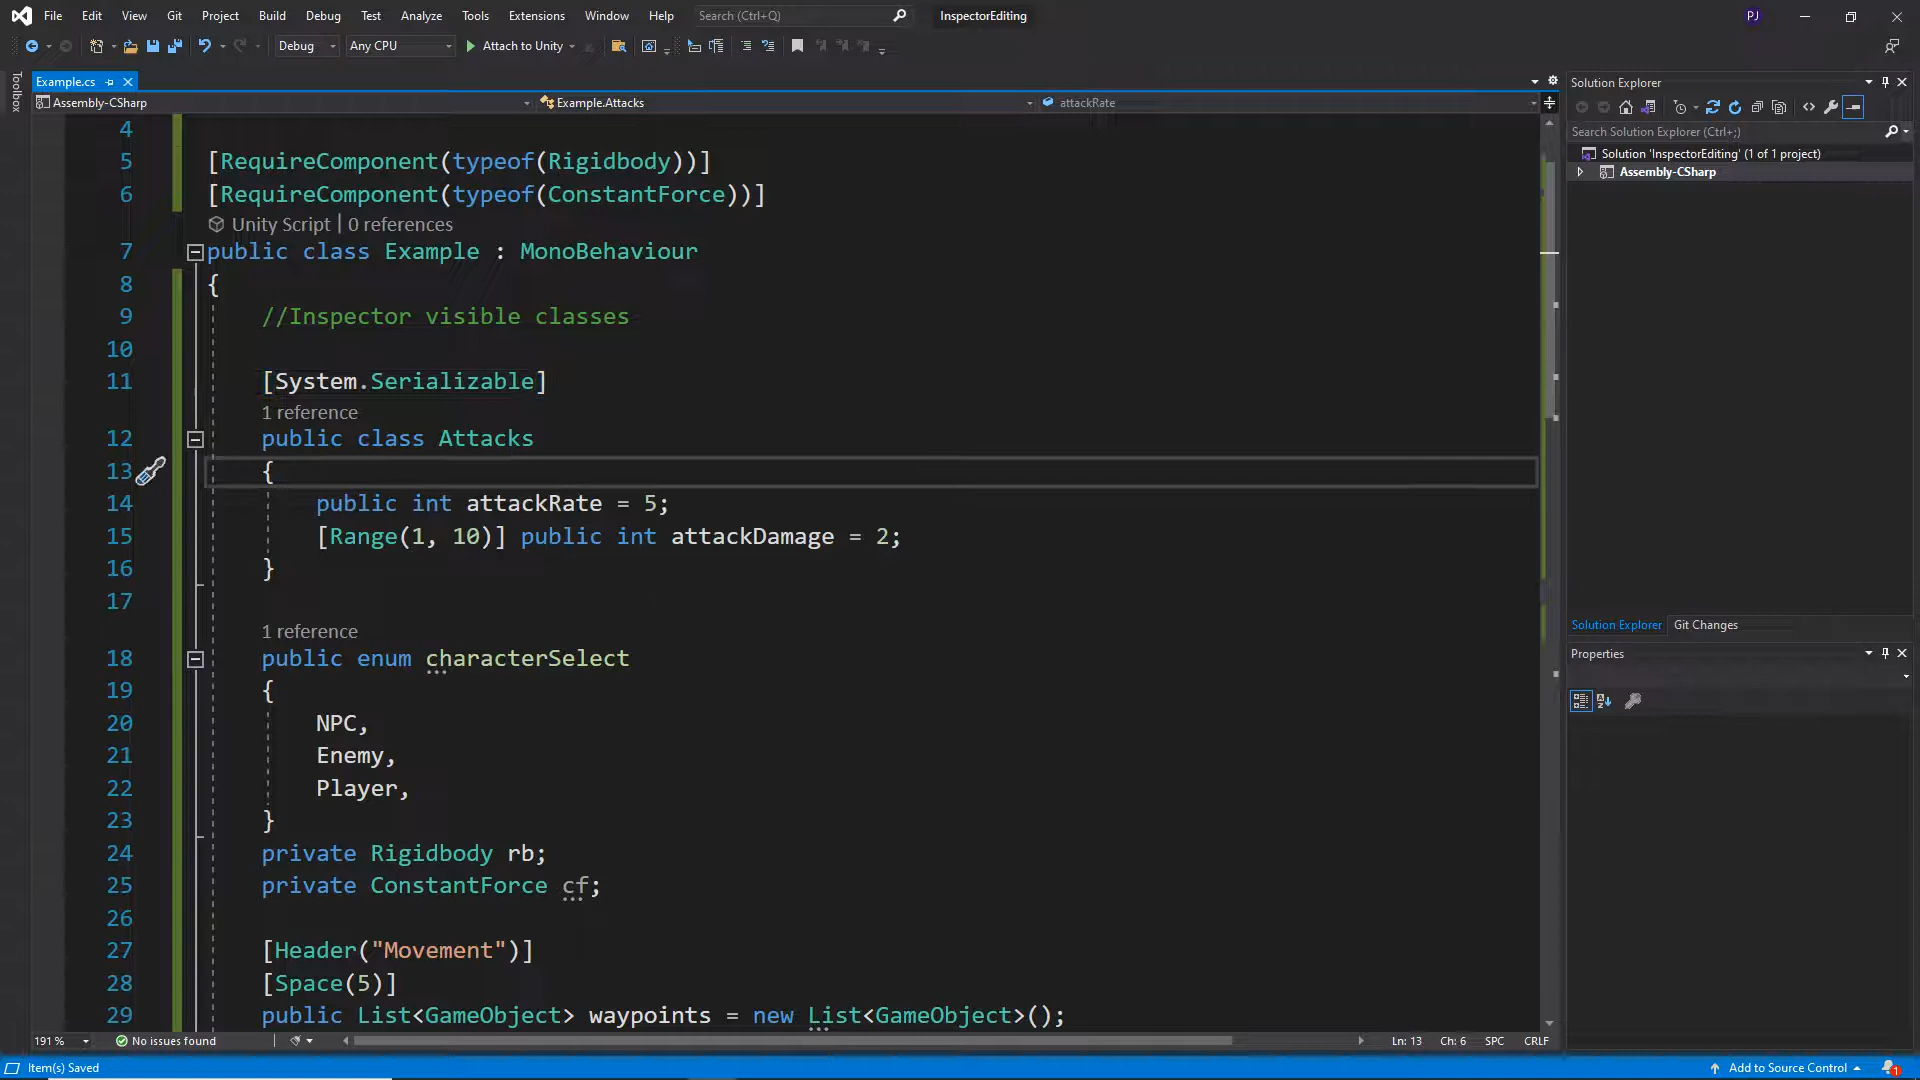 File Edit View Git Project Build Debug Test Analyze Tools Extensions Window Help Search (Ctrl+Q) InspectorEditing PJ
Debug Any CPU Attach to Unity
Toolbox
Example.cs
Assembly-CSharp Example.Attacks attackRate
4
5 [RequireComponent(typeof(Rigidbody))]
6 [RequireComponent(typeof(ConstantForce))]
Unity Script | 0 references
7 public class Example : MonoBehaviour
8 {
9 //Inspector visible classes
10
11 [System.Serializable]
1 reference
12 public class Attacks
13 {
14 public int attackRate = 5;
15 [Range(1, 10)] public int attackDamage = 2;
16 }
17
1 reference
18 public enum characterSelect
19 {
20 NPC,
21 Enemy,
22 Player,
23 }
24 private Rigidbody rb;
25 private ConstantForce cf;
26
27 [Header("Movement")]
28 [Space(5)]
29 public List<GameObject> waypoints = new List<GameObject>();
191 % No issues found Ln: 13 Ch: 6 SPC CRLF
Solution Explorer
Search Solution Explorer (Ctrl+;)
Solution 'InspectorEditing' (1 of 1 project)
Assembly-CSharp
Solution Explorer Git Changes
Properties
Item(s) Saved Add to Source Control 1